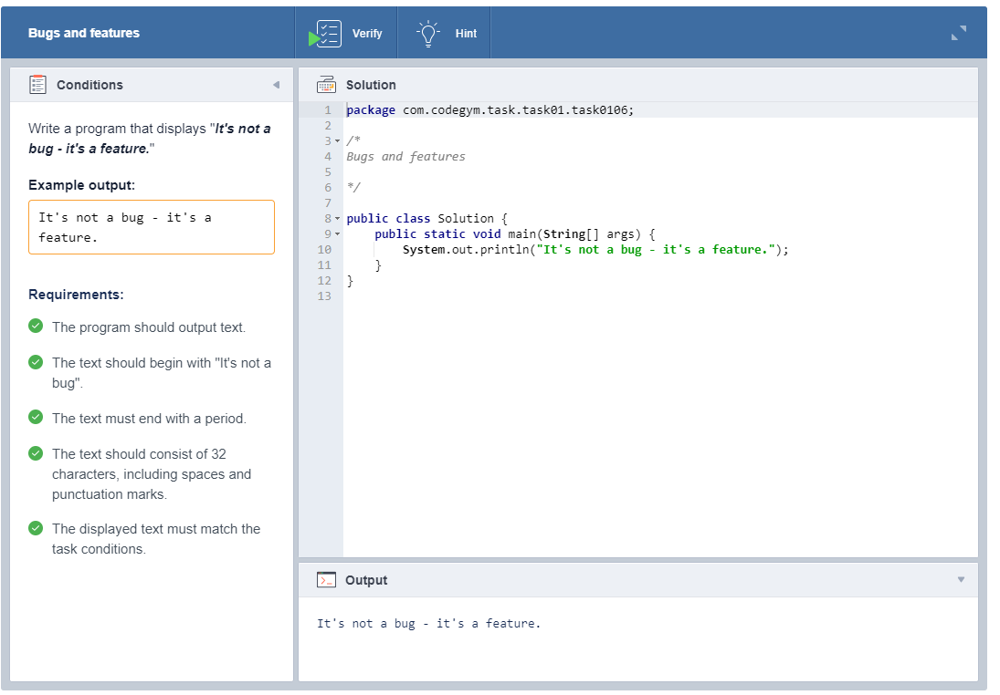 Bugs and features
Verify
Hint
Conditions
Write a program that displays "It's not a
bug - it's a feature."
Example output:
It's not a bug - it's a
feature.
Requirements:
The program should output text.
The text should begin with "It's not a
bug".
The text must end with a period.
The text should consist of 32
characters, including spaces and
punctuation marks.
The displayed text must match the
task conditions.
Solution
1 package com.codegym.task.task01.task0106;
2
3 /*
4 Bugs and features
5
6 */
7
8 public class Solution {
9     public static void main(String[] args) {
10         System.out.println("It's not a bug - it's a feature.");
11     }
12 }
13
Output
It's not a bug - it's a feature.